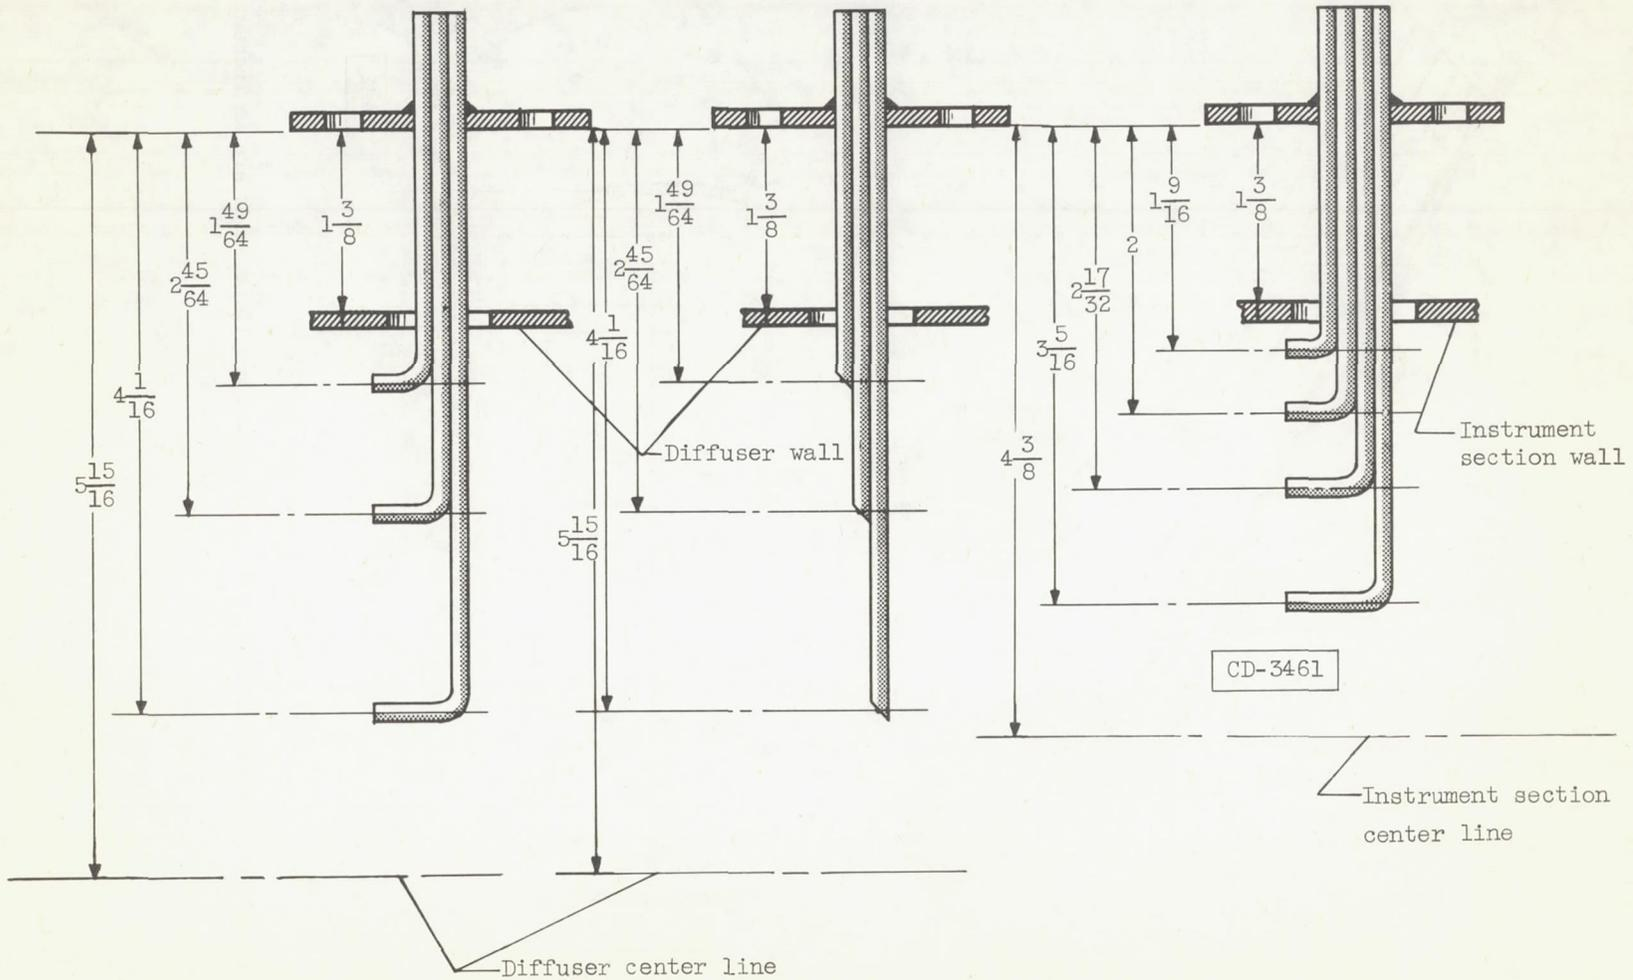 5 15/16
4 1/16
2 45/64
1 49/64
1 3/8
5 15/16
4 1/16
2 45/64
1 49/64
1 3/8
4 3/8
3 5/16
2 17/32
2
1 9/16
1 3/8
Diffuser wall
Instrument
section wall
CD-3461
Instrument section
center line
Diffuser center line